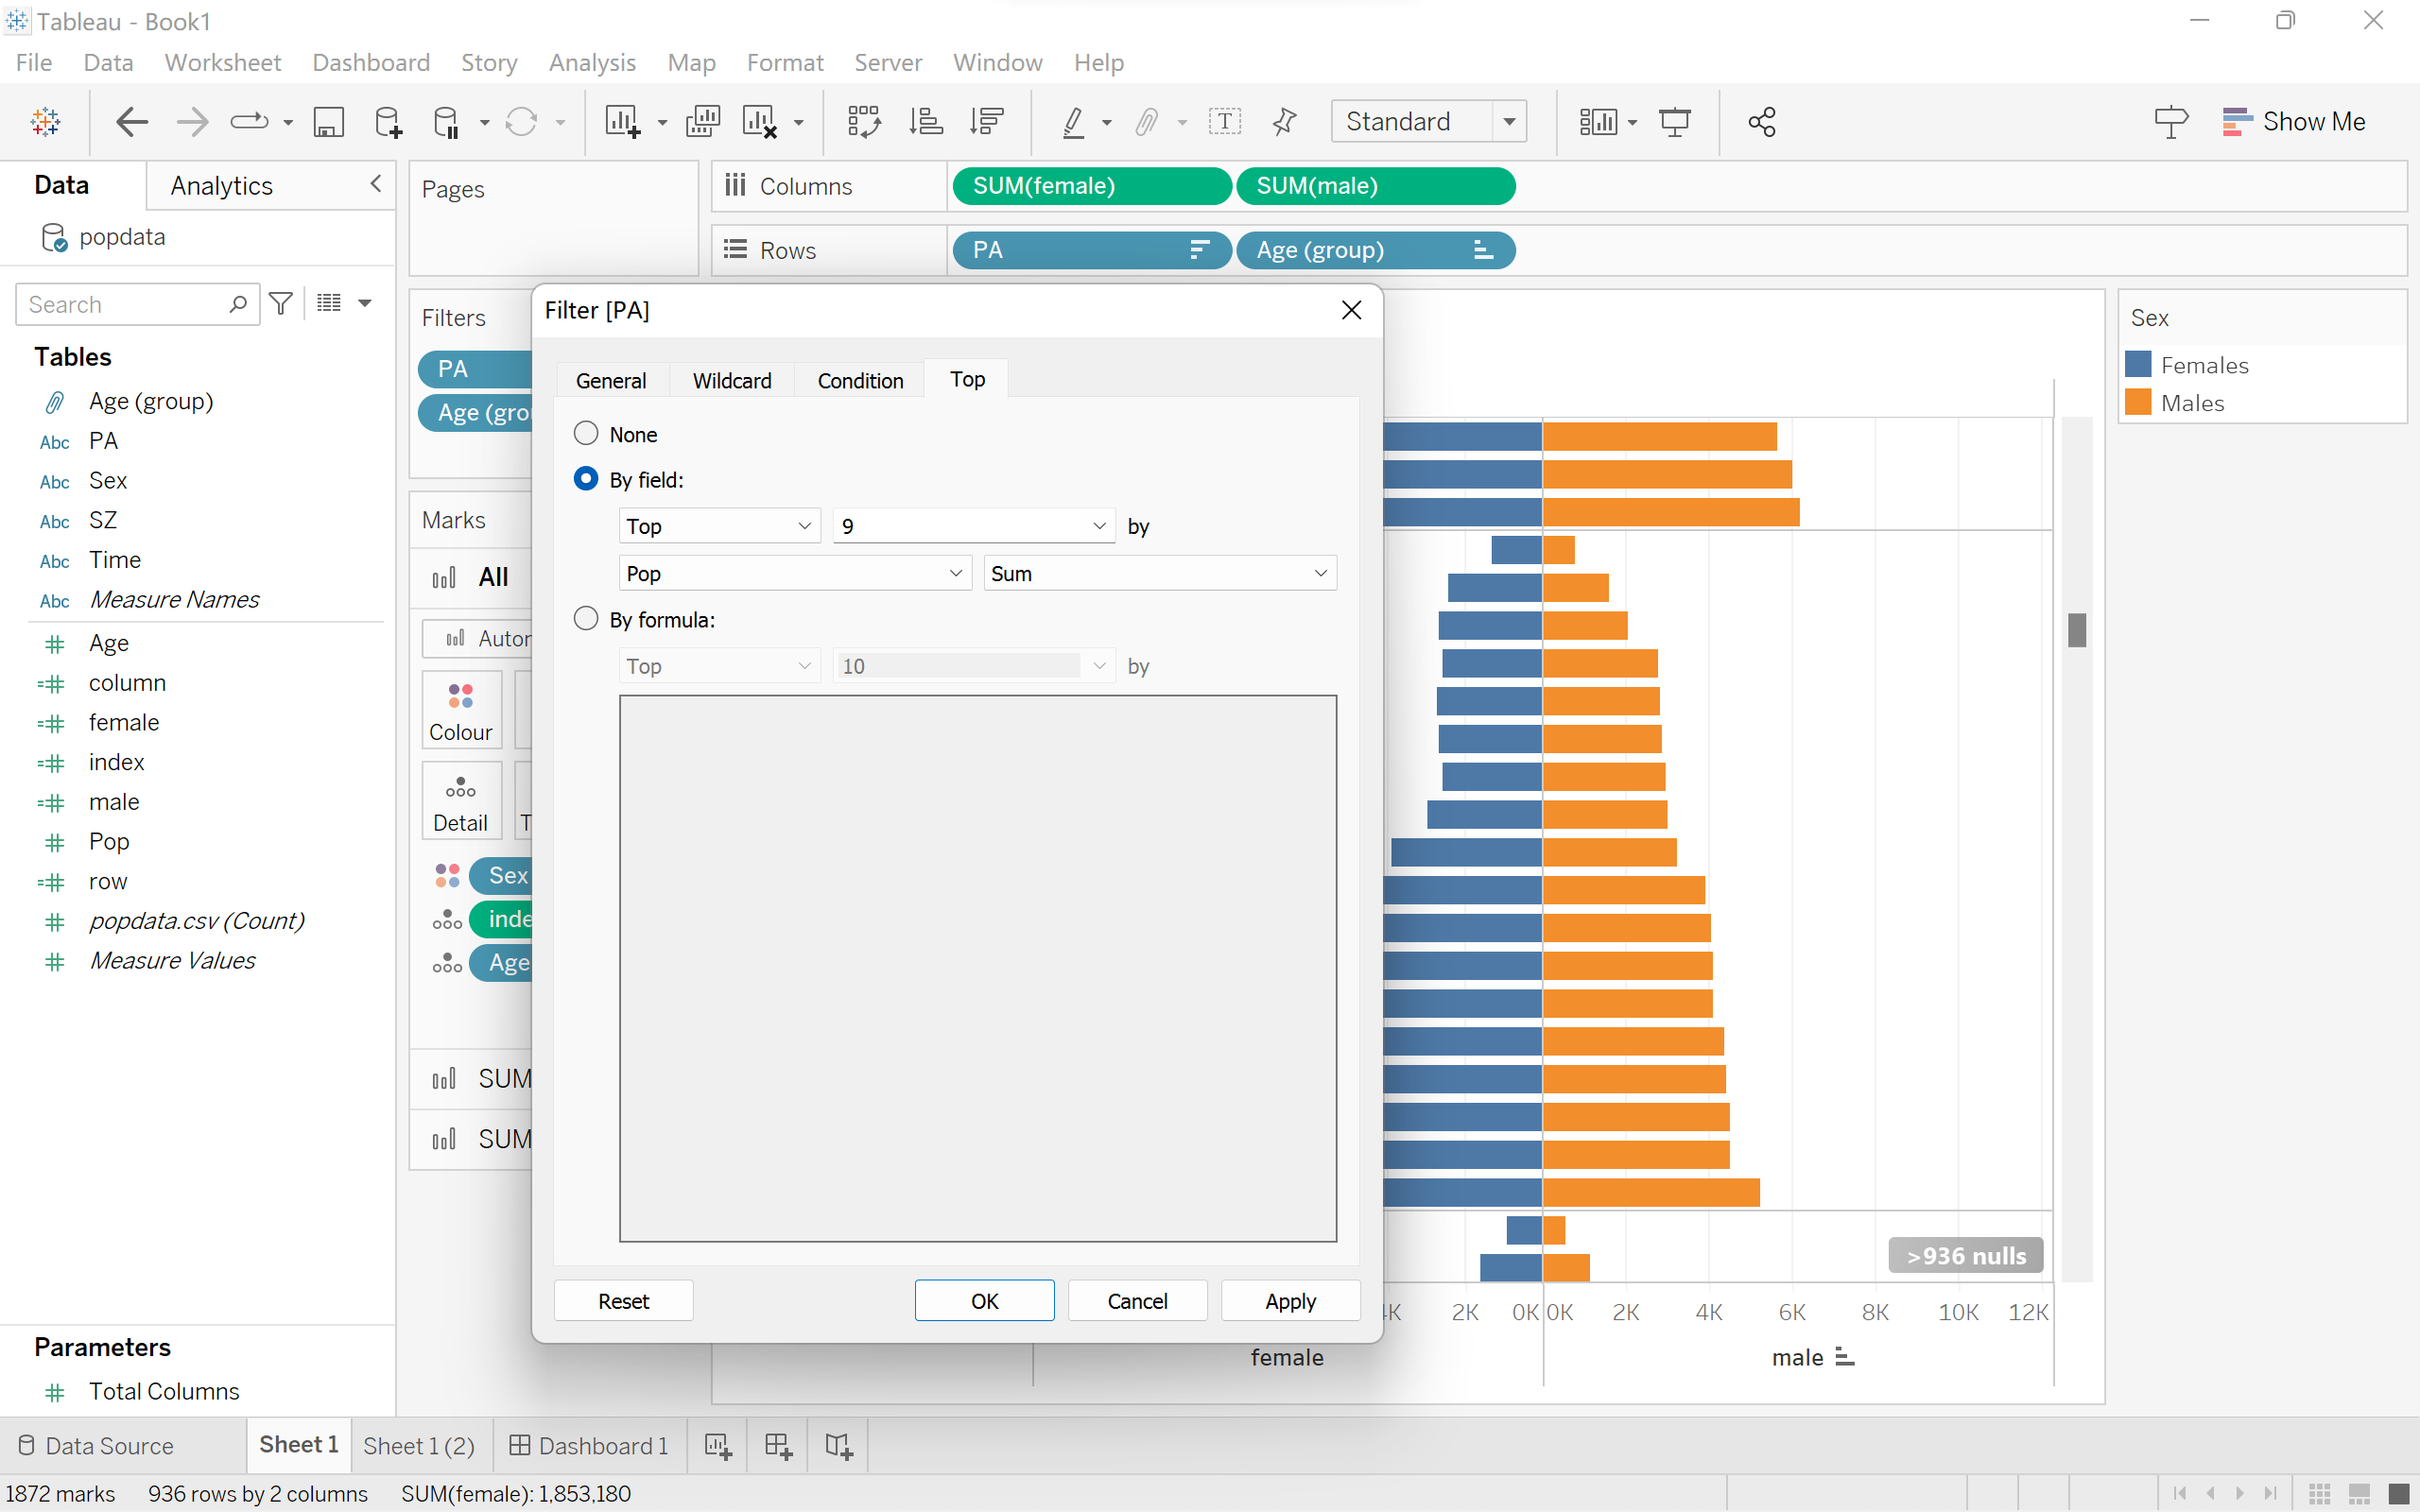 Tableau - Book1
File Data Worksheet Dashboard Story Analysis Map Format Server Window Help
Standard
Show Me
Data Analytics
popdata
Search
Tables
Age (group)
Abc PA
Abc Sex
Abc SZ
Abc Time
Abc Measure Names
Age
column
female
index
male
Pop
row
popdata.csv (Count)
Measure Values
Parameters
Total Columns
Pages
Columns SUM(female) SUM(male)
Rows PA Age (group)
Filters
PA
Age (gro
Marks
All
Colour
Detail
Sex
inde
Age
SUM
SUM
Filter [PA]
General Wildcard Condition Top
None
By field:
Top 9 by
Pop Sum
By formula:
Top 10 by
Reset OK Cancel Apply
Sex
Females
Males
>936 nulls
2K 0K 0K 2K 4K 6K 8K 10K 12K
female male
Data Source Sheet 1 Sheet 1 (2) Dashboard 1
1872 marks 936 rows by 2 columns SUM(female): 1,853,180